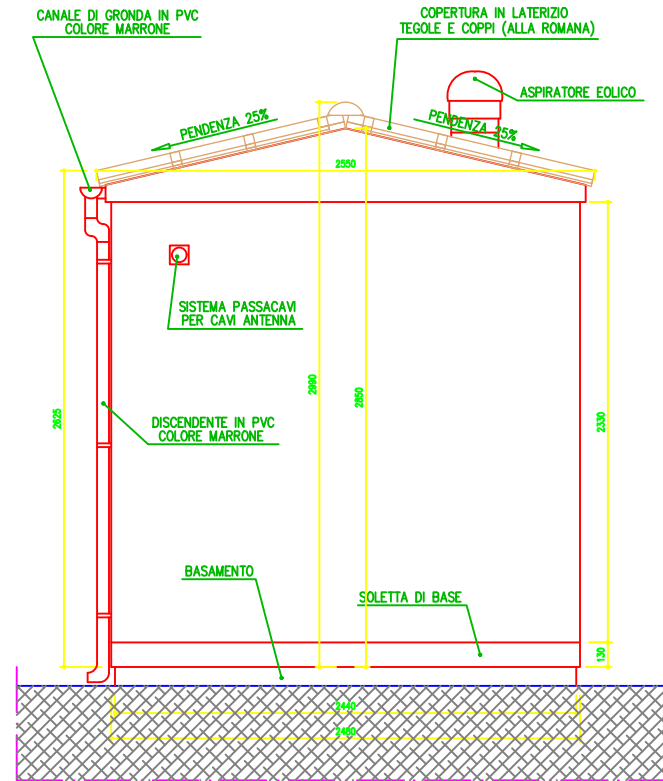 CANALE DI GRONDA IN PVC
COLORE MARRONE
COPERTURA IN LATERIZIO
TEGOLE E COPPI (ALLA ROMANA)
ASPIRATORE EOLICO
PENDENZA 25%
PENDENZA 25%
2550
SISTEMA PASSACAVI
PER CAVI ANTENNA
2625
2990
2850
2330
DISCENDENTE IN PVC
COLORE MARRONE
BASAMENTO
SOLETTA DI BASE
130
2440
2480